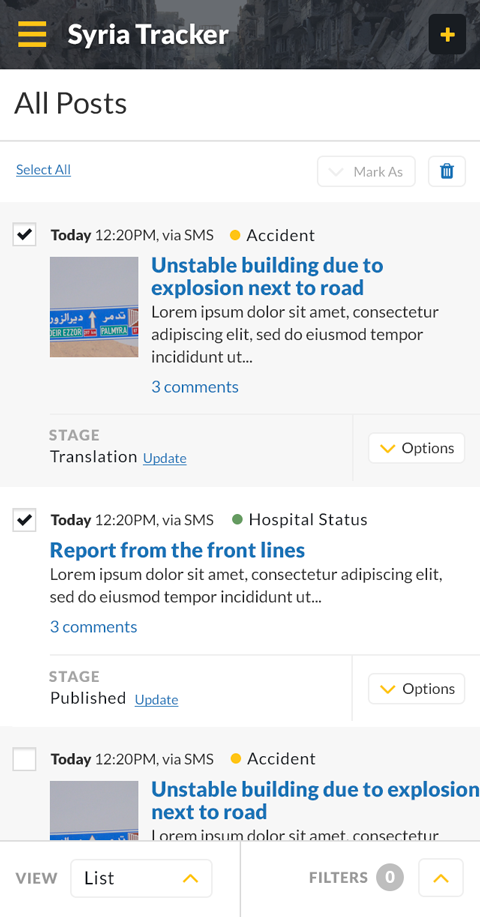 Syria Tracker
All Posts
Select All
Mark As
Today 12:20PM, via SMS
Accident
Unstable building due to
explosion next to road
Lorem ipsum dolor sit amet, consectetur
adipiscing elit, sed do eiusmod tempor
incididunt ut...
3 comments
ديرالزور
تدمر
DEIR EZZOR
PALMYRA
STAGE
Translation Update
Options
Today 12:20PM, via SMS
Hospital Status
Report from the front lines
Lorem ipsum dolor sit amet, consectetur adipiscing elit,
sed do eiusmod tempor incididunt ut...
3 comments
STAGE
Published Update
Options
Today 12:20PM, via SMS
Accident
Unstable building due to explosion
next to road
Lorem ipsum dolor sit amet, consectetur
VIEW
List
FILTERS 0